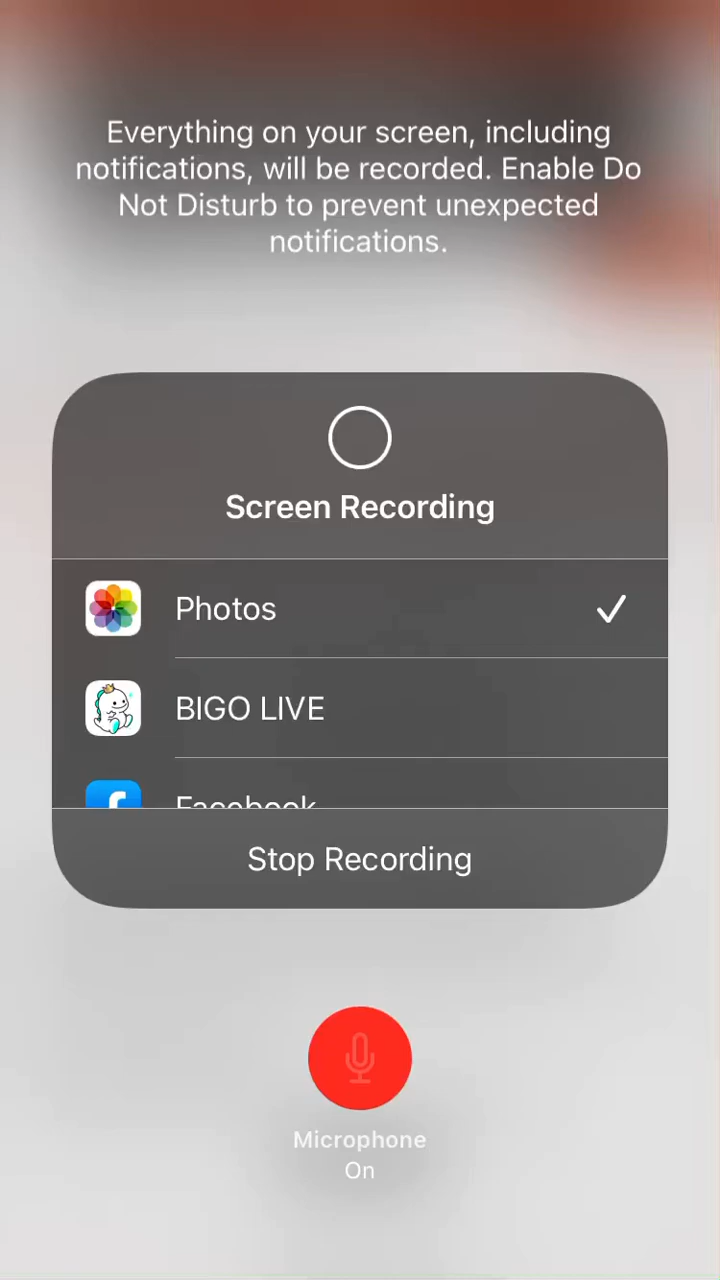 Everything on your screen, including
notifications, will be recorded. Enable Do
Not Disturb to prevent unexpected
notifications.
Screen Recording
Photos
BIGO LIVE
Facebook
Stop Recording
Microphone
On